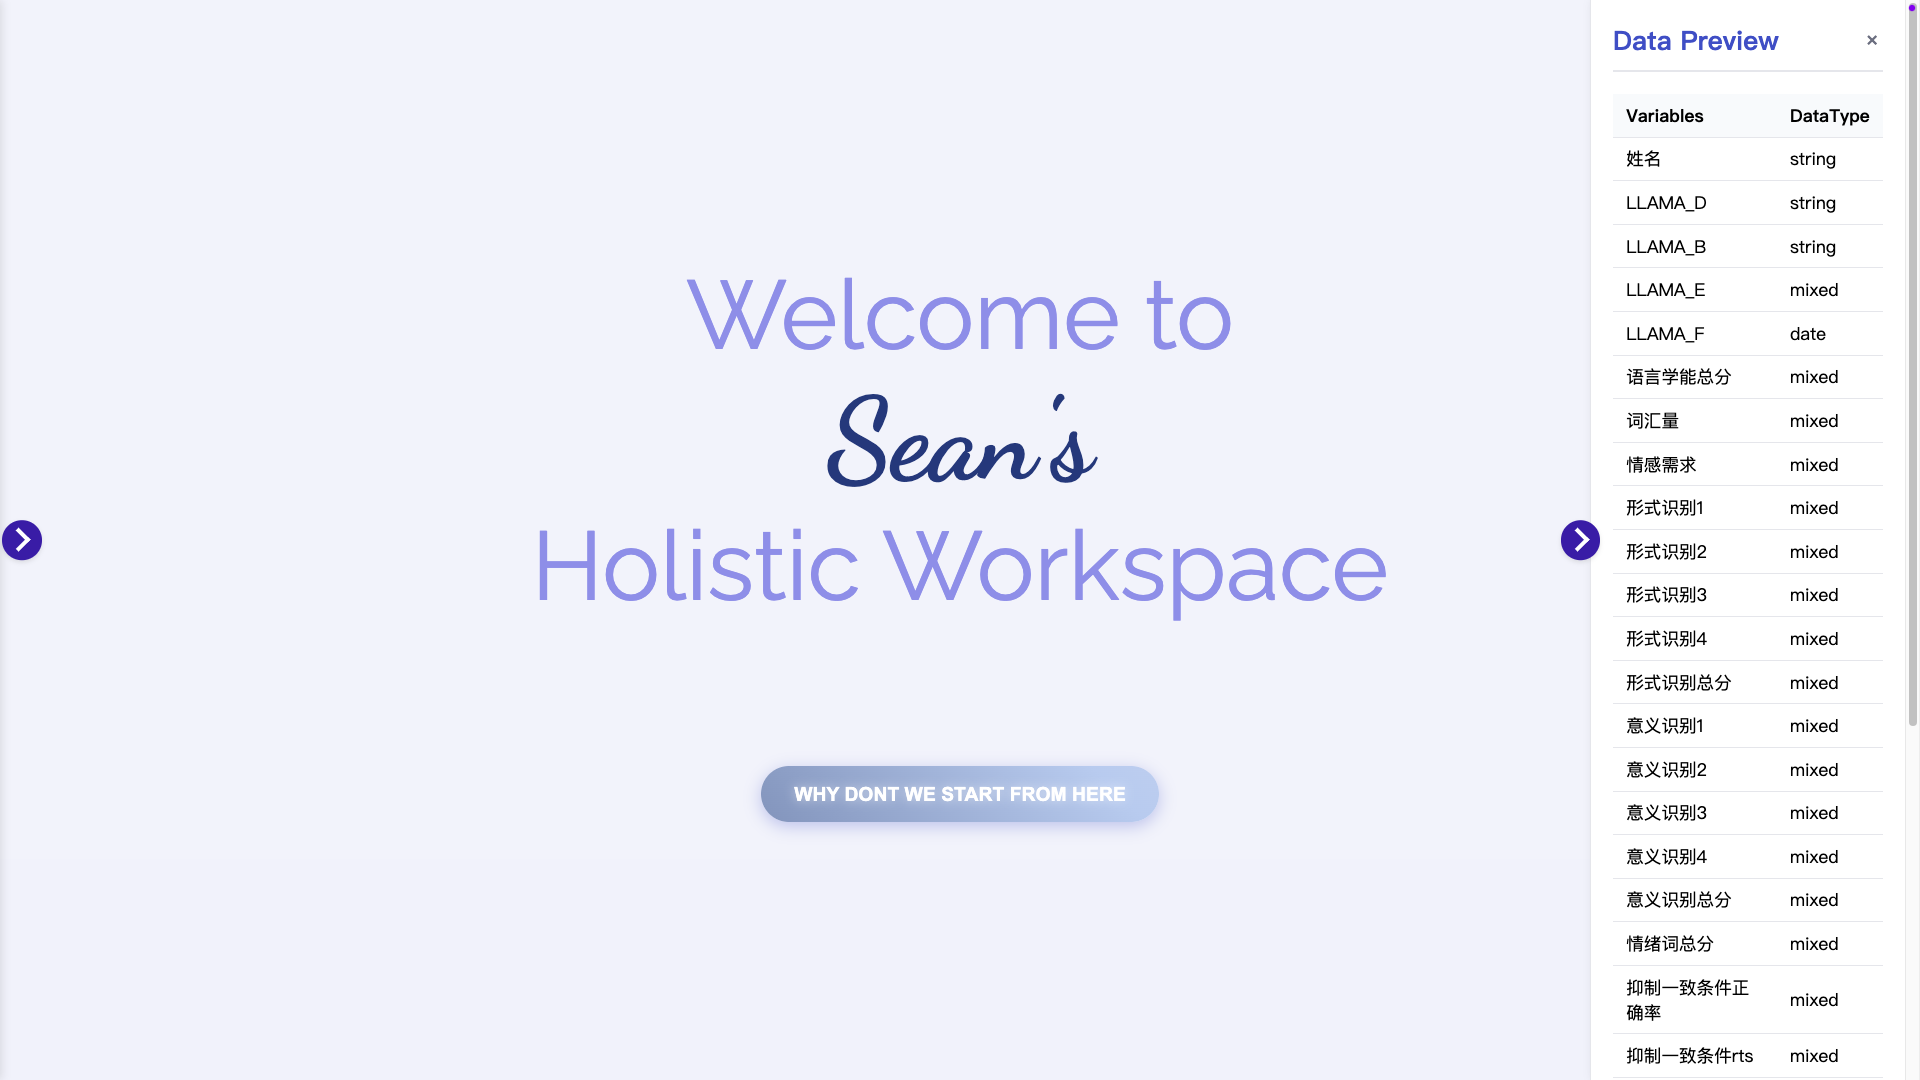 Welcome to
Sean's
Holistic Workspace
WHY DONT WE START FROM HERE
Data Preview ×
Variables DataType
姓名 string
LLAMA_D string
LLAMA_B string
LLAMA_E mixed
LLAMA_F date
语言学能总分 mixed
词汇量 mixed
情感需求 mixed
形式识别1 mixed
形式识别2 mixed
形式识别3 mixed
形式识别4 mixed
形式识别总分 mixed
意义识别1 mixed
意义识别2 mixed
意义识别3 mixed
意义识别4 mixed
意义识别总分 mixed
情绪词总分 mixed
抑制一致条件正
确率 mixed
抑制一致条件rts mixed